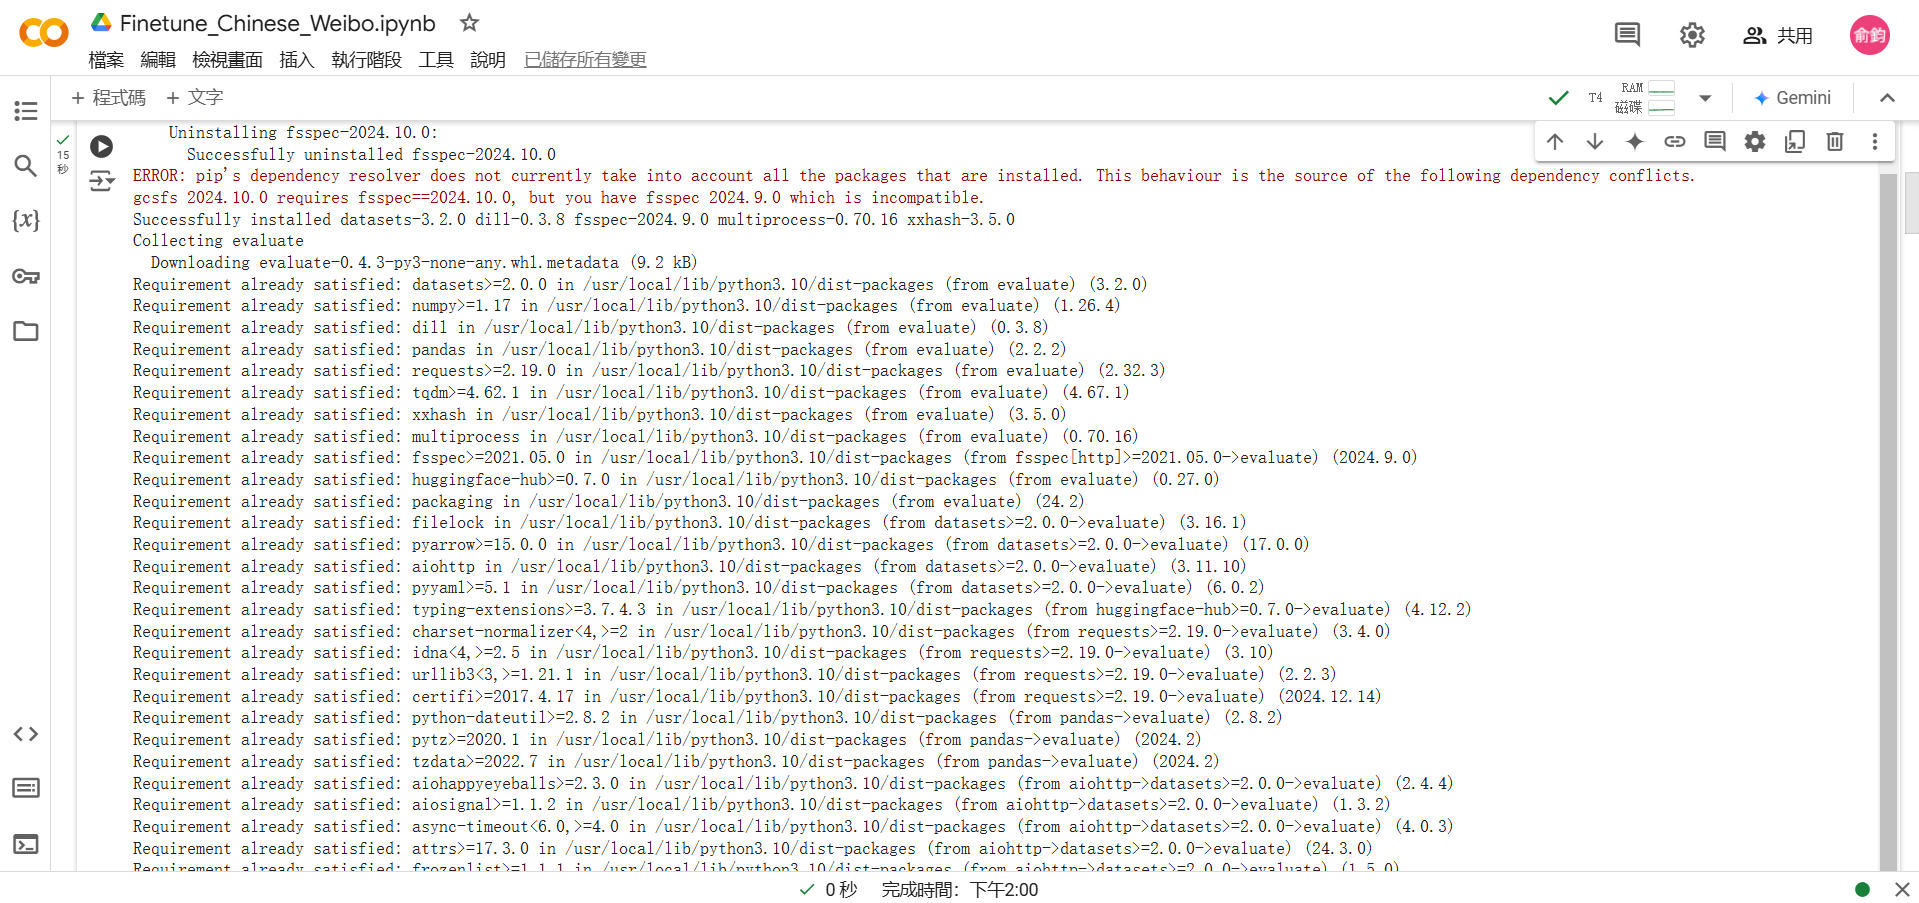 Finetune_Chinese_Weibo.ipynb
檔案 編輯 檢視畫面 插入 執行階段 工具 說明 已儲存所有變更
共用
俞鈞
+ 程式碼 + 文字
T4
RAM
磁碟
Gemini
15
秒
Uninstalling fsspec-2024.10.0:
Successfully uninstalled fsspec-2024.10.0
ERROR: pip's dependency resolver does not currently take into account all the packages that are installed. This behaviour is the source of the following dependency conflicts.
gcsfs 2024.10.0 requires fsspec==2024.10.0, but you have fsspec 2024.9.0 which is incompatible.
Successfully installed datasets-3.2.0 dill-0.3.8 fsspec-2024.9.0 multiprocess-0.70.16 xxhash-3.5.0
Collecting evaluate
Downloading evaluate-0.4.3-py3-none-any.whl.metadata (9.2 kB)
Requirement already satisfied: datasets>=2.0.0 in /usr/local/lib/python3.10/dist-packages (from evaluate) (3.2.0)
Requirement already satisfied: numpy>=1.17 in /usr/local/lib/python3.10/dist-packages (from evaluate) (1.26.4)
Requirement already satisfied: dill in /usr/local/lib/python3.10/dist-packages (from evaluate) (0.3.8)
Requirement already satisfied: pandas in /usr/local/lib/python3.10/dist-packages (from evaluate) (2.2.2)
Requirement already satisfied: requests>=2.19.0 in /usr/local/lib/python3.10/dist-packages (from evaluate) (2.32.3)
Requirement already satisfied: tqdm>=4.62.1 in /usr/local/lib/python3.10/dist-packages (from evaluate) (4.67.1)
Requirement already satisfied: xxhash in /usr/local/lib/python3.10/dist-packages (from evaluate) (3.5.0)
Requirement already satisfied: multiprocess in /usr/local/lib/python3.10/dist-packages (from evaluate) (0.70.16)
Requirement already satisfied: fsspec>=2021.05.0 in /usr/local/lib/python3.10/dist-packages (from fsspec[http]>=2021.05.0->evaluate) (2024.9.0)
Requirement already satisfied: huggingface-hub>=0.7.0 in /usr/local/lib/python3.10/dist-packages (from evaluate) (0.27.0)
Requirement already satisfied: packaging in /usr/local/lib/python3.10/dist-packages (from evaluate) (24.2)
Requirement already satisfied: filelock in /usr/local/lib/python3.10/dist-packages (from datasets>=2.0.0->evaluate) (3.16.1)
Requirement already satisfied: pyarrow>=15.0.0 in /usr/local/lib/python3.10/dist-packages (from datasets>=2.0.0->evaluate) (17.0.0)
Requirement already satisfied: aiohttp in /usr/local/lib/python3.10/dist-packages (from datasets>=2.0.0->evaluate) (3.11.10)
Requirement already satisfied: pyyaml>=5.1 in /usr/local/lib/python3.10/dist-packages (from datasets>=2.0.0->evaluate) (6.0.2)
Requirement already satisfied: typing-extensions>=3.7.4.3 in /usr/local/lib/python3.10/dist-packages (from huggingface-hub>=0.7.0->evaluate) (4.12.2)
Requirement already satisfied: charset-normalizer<4,>=2 in /usr/local/lib/python3.10/dist-packages (from requests>=2.19.0->evaluate) (3.4.0)
Requirement already satisfied: idna<4,>=2.5 in /usr/local/lib/python3.10/dist-packages (from requests>=2.19.0->evaluate) (3.10)
Requirement already satisfied: urllib3<3,>=1.21.1 in /usr/local/lib/python3.10/dist-packages (from requests>=2.19.0->evaluate) (2.2.3)
Requirement already satisfied: certifi>=2017.4.17 in /usr/local/lib/python3.10/dist-packages (from requests>=2.19.0->evaluate) (2024.12.14)
Requirement already satisfied: python-dateutil>=2.8.2 in /usr/local/lib/python3.10/dist-packages (from pandas->evaluate) (2.8.2)
Requirement already satisfied: pytz>=2020.1 in /usr/local/lib/python3.10/dist-packages (from pandas->evaluate) (2024.2)
Requirement already satisfied: tzdata>=2022.7 in /usr/local/lib/python3.10/dist-packages (from pandas->evaluate) (2024.2)
Requirement already satisfied: aiohappyeyeballs>=2.3.0 in /usr/local/lib/python3.10/dist-packages (from aiohttp->datasets>=2.0.0->evaluate) (2.4.4)
Requirement already satisfied: aiosignal>=1.1.2 in /usr/local/lib/python3.10/dist-packages (from aiohttp->datasets>=2.0.0->evaluate) (1.3.2)
Requirement already satisfied: async-timeout<6.0,>=4.0 in /usr/local/lib/python3.10/dist-packages (from aiohttp->datasets>=2.0.0->evaluate) (4.0.3)
Requirement already satisfied: attrs>=17.3.0 in /usr/local/lib/python3.10/dist-packages (from aiohttp->datasets>=2.0.0->evaluate) (24.3.0)
Requirement already satisfied: frozenlist>=1.1.1 in /usr/local/lib/python3.10/dist-packages (from aiohttp->datasets>=2.0.0->evaluate) (1.5.0)
0 秒 完成時間: 下午2:00